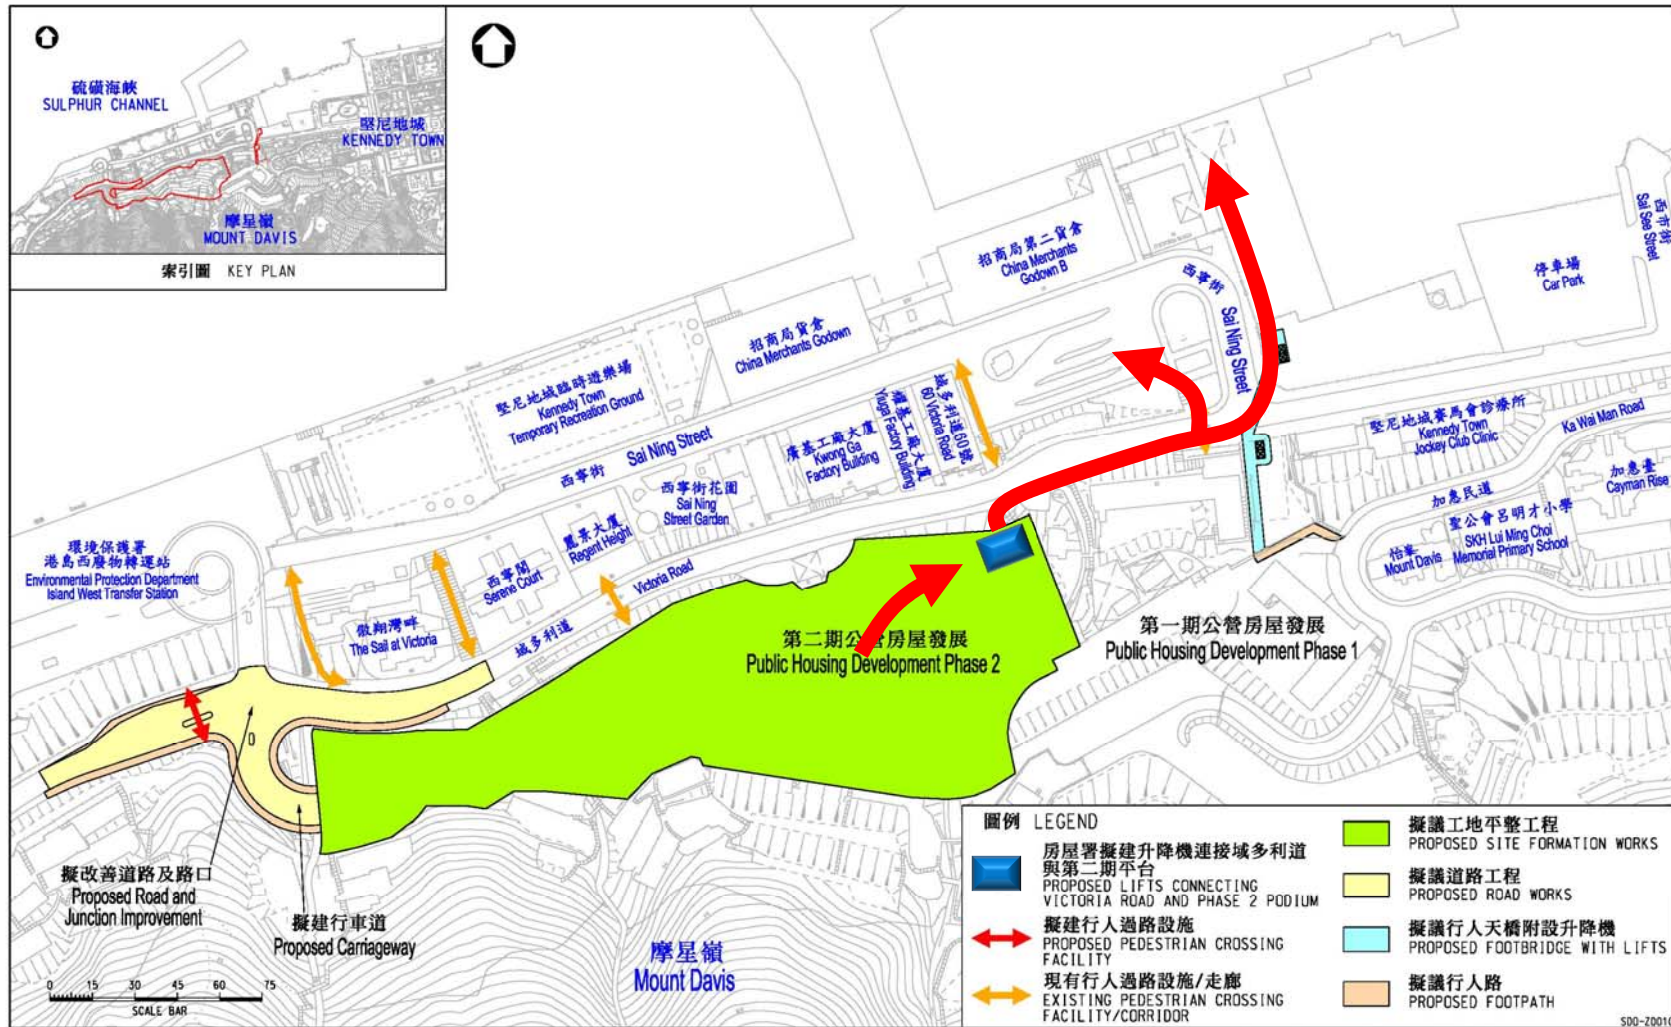 硫磺海峽
SULPHUR CHANNEL
堅尼地城
KENNEDY TOWN
摩星嶺
MOUNT DAVIS
索引圖 KEY PLAN
招商局第二貨倉
China Merchants
Godown B
西寧街
Sai Ning Street
西市街
Sai See Street
停車場
Car Park
招商局貨倉
China Merchants Godown
堅尼地城臨時遊樂場
Kennedy Town
Temporary Recreation Ground
西寧街
Sai Ning Street
廣基工廠大廈
Kwong Ga
Factory Building
耀基工廠大廈
Yiuga Factory Building
域多利道60號
60 Victoria Road
堅尼地城賽馬會診療所
Kennedy Town
Jockey Club Clinic
Ka Wai Man Road
加惠民道
加惠臺
Cayman Rise
聖公會呂明才小學
SKH Lui Ming Choi
Memorial Primary School
怡峯
Mount Davis
西寧街花園
Sai Ning
Street Garden
麗景大廈
Regent Height
西寧閣
Serene Court
Victoria Road
域多利道
環境保護署
港島西廢物轉運站
Environmental Protection Department
Island West Transfer Station
傲翔灣畔
The Sail at Victoria
第二期公營房屋發展
Public Housing Development Phase 2
第一期公營房屋發展
Public Housing Development Phase 1
擬改善道路及路口
Proposed Road and
Junction Improvement
擬建行車道
Proposed Carriageway
摩星嶺
Mount Davis
0 15 30 45 60 75
SCALE BAR
圖例 LEGEND
房屋署擬建升降機連接域多利道
與第二期平台
PROPOSED LIFTS CONNECTING
VICTORIA ROAD AND PHASE 2 PODIUM
擬建行人過路設施
PROPOSED PEDESTRIAN CROSSING
FACILITY
現有行人過路設施/走廊
EXISTING PEDESTRIAN CROSSING
FACILITY/CORRIDOR
擬議工地平整工程
PROPOSED SITE FORMATION WORKS
擬議道路工程
PROPOSED ROAD WORKS
擬議行人天橋附設升降機
PROPOSED FOOTBRIDGE WITH LIFTS
擬議行人路
PROPOSED FOOTPATH